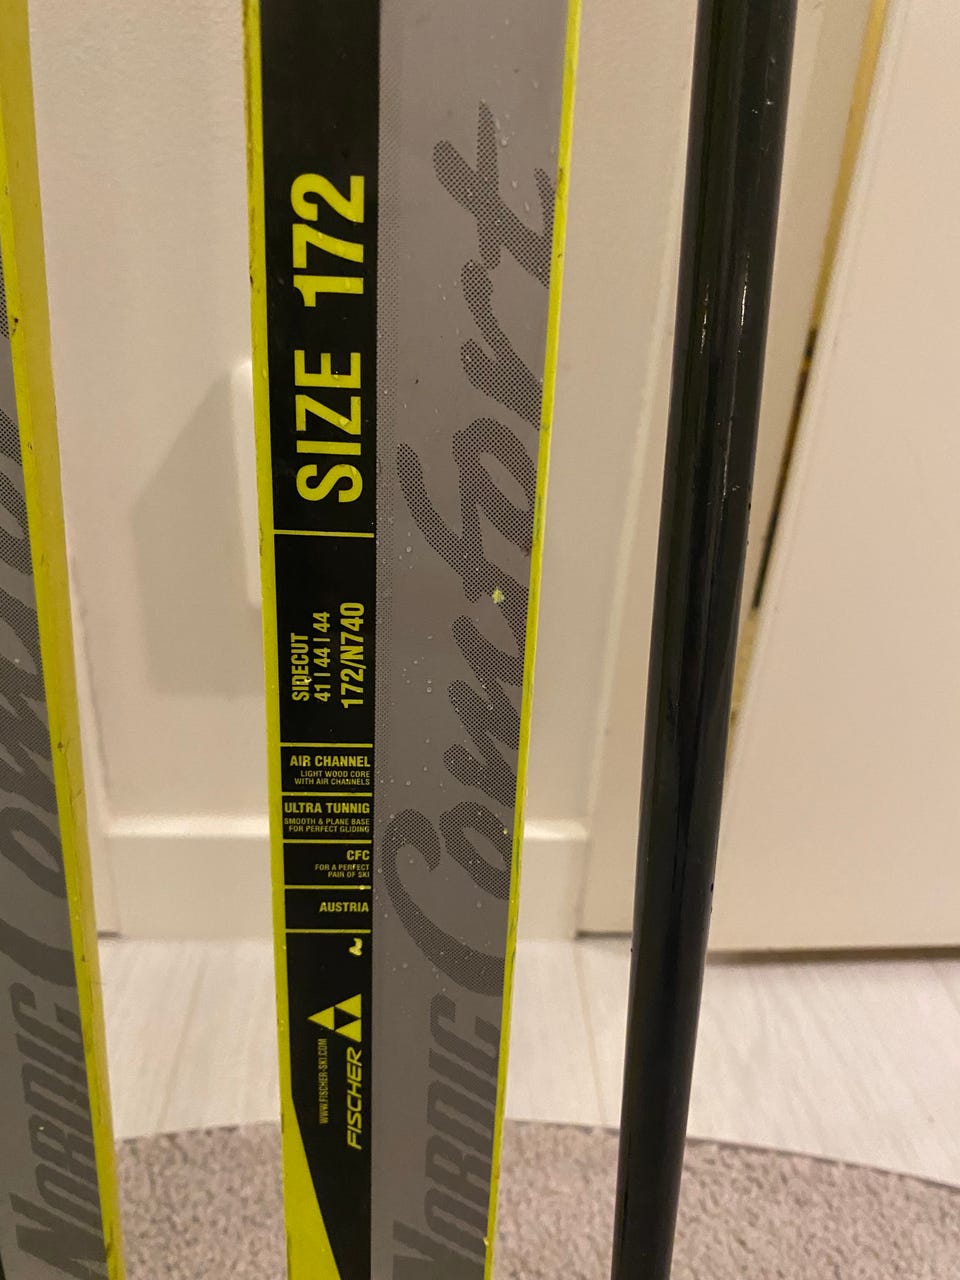 SIZE 172
SIDECUT
41 | 44 | 44
172/N740
AIR CHANNEL
LIGHT WOOD CORE
WITH AIR CHANNELS
ULTRA TUNNIG
SMOOTH & PLANE BASE
FOR PERFECT GLIDING
CFC
FOR A PERFECT
PAIR OF SKI
AUSTRIA
WWW.FISCHER-SKI.COM
FISCHER
NORDIC Comfort
NORDIC